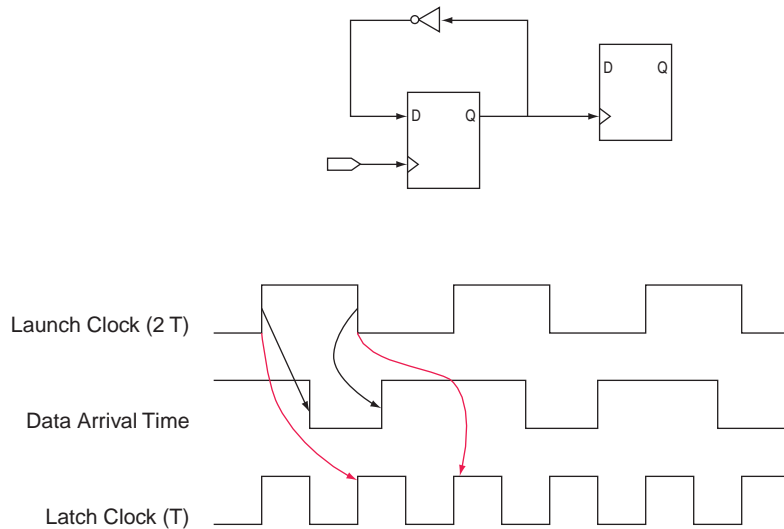 D Q
D Q
Launch Clock (2 T)
Data Arrival Time
Latch Clock (T)